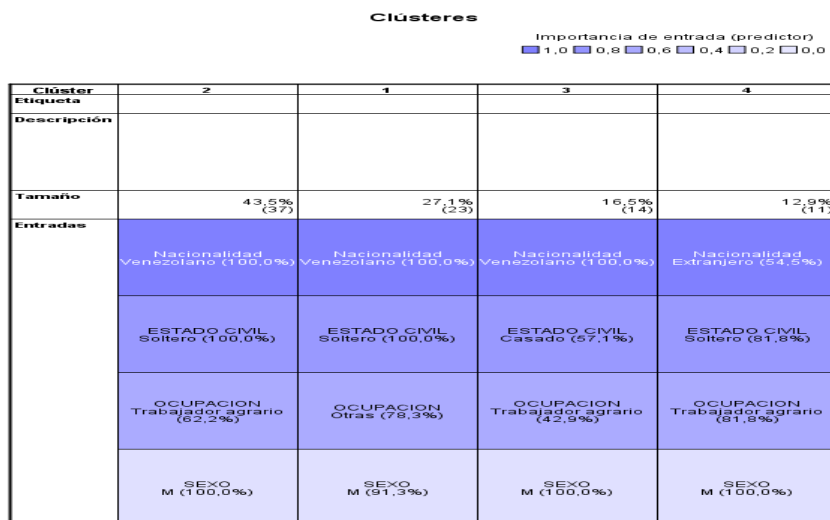 Clústeres
Importancia de entrada (predictor)
1,0 0,8 0,6 0,4 0,2 0,0
Clúster 2 1 3 4
Etiqueta
Descripción
Tamaño 43,5% 27,1% 16,5% 12,9%
(37) (23) (14) (11)
Entradas
Nacionalidad Nacionalidad Nacionalidad Nacionalidad
Venezolano (100,0%) Venezolano (100,0%) Venezolano (100,0%) Extranjero (54,5%)
ESTADO CIVIL ESTADO CIVIL ESTADO CIVIL ESTADO CIVIL
Soltero (100,0%) Soltero (100,0%) Casado (57,1%) Soltero (81,8%)
OCUPACION OCUPACION OCUPACION OCUPACION
Trabajador agrario Otras (78,3%) Trabajador agrario Trabajador agrario
(62,2%) (42,9%) (81,8%)
SEXO SEXO SEXO SEXO
M (100,0%) M (91,3%) M (100,0%) M (100,0%)